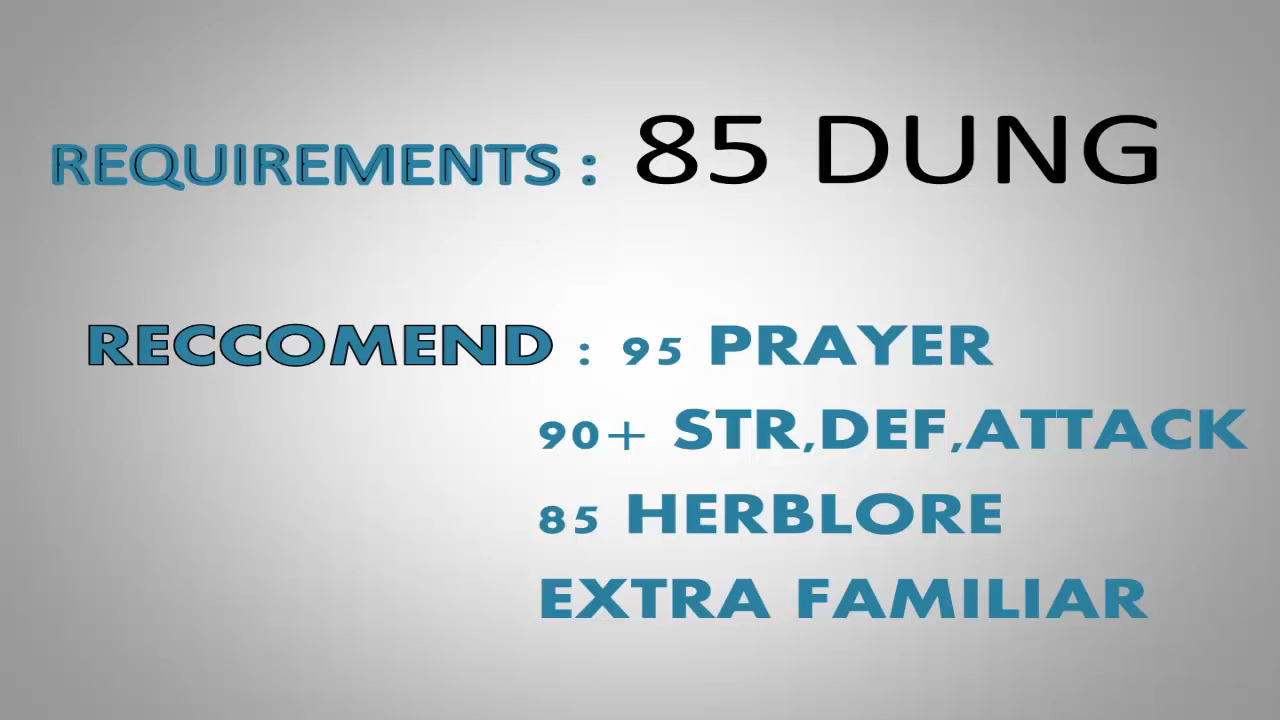 REQUIREMENTS : 85 DUNG
RECCOMEND : 95 PRAYER
90+ STR,DEF,ATTACK
85 HERBLORE
EXTRA FAMILIAR